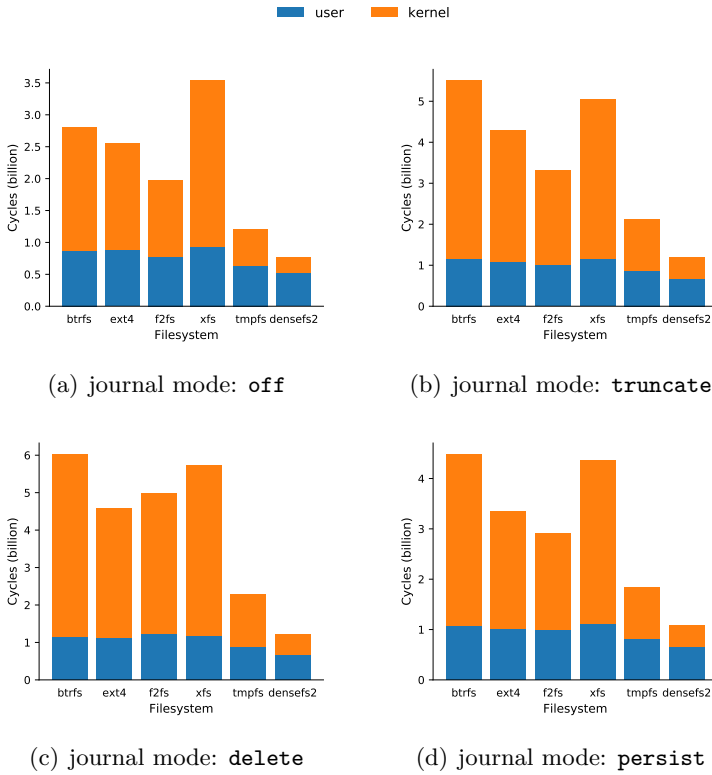 user kernel
3.5
3.0
2.5
2.0
1.5
1.0
0.5
0.0
Cycles (billion)
btrfs ext4 f2fs xfs tmpfs densefs2
Filesystem
(a) journal mode: off
5
4
3
2
1
0
Cycles (billion)
btrfs ext4 f2fs xfs tmpfs densefs2
Filesystem
(b) journal mode: truncate
6
5
4
3
2
1
0
Cycles (billion)
btrfs ext4 f2fs xfs tmpfs densefs2
Filesystem
(c) journal mode: delete
4
3
2
1
0
Cycles (billion)
btrfs ext4 f2fs xfs tmpfs densefs2
Filesystem
(d) journal mode: persist